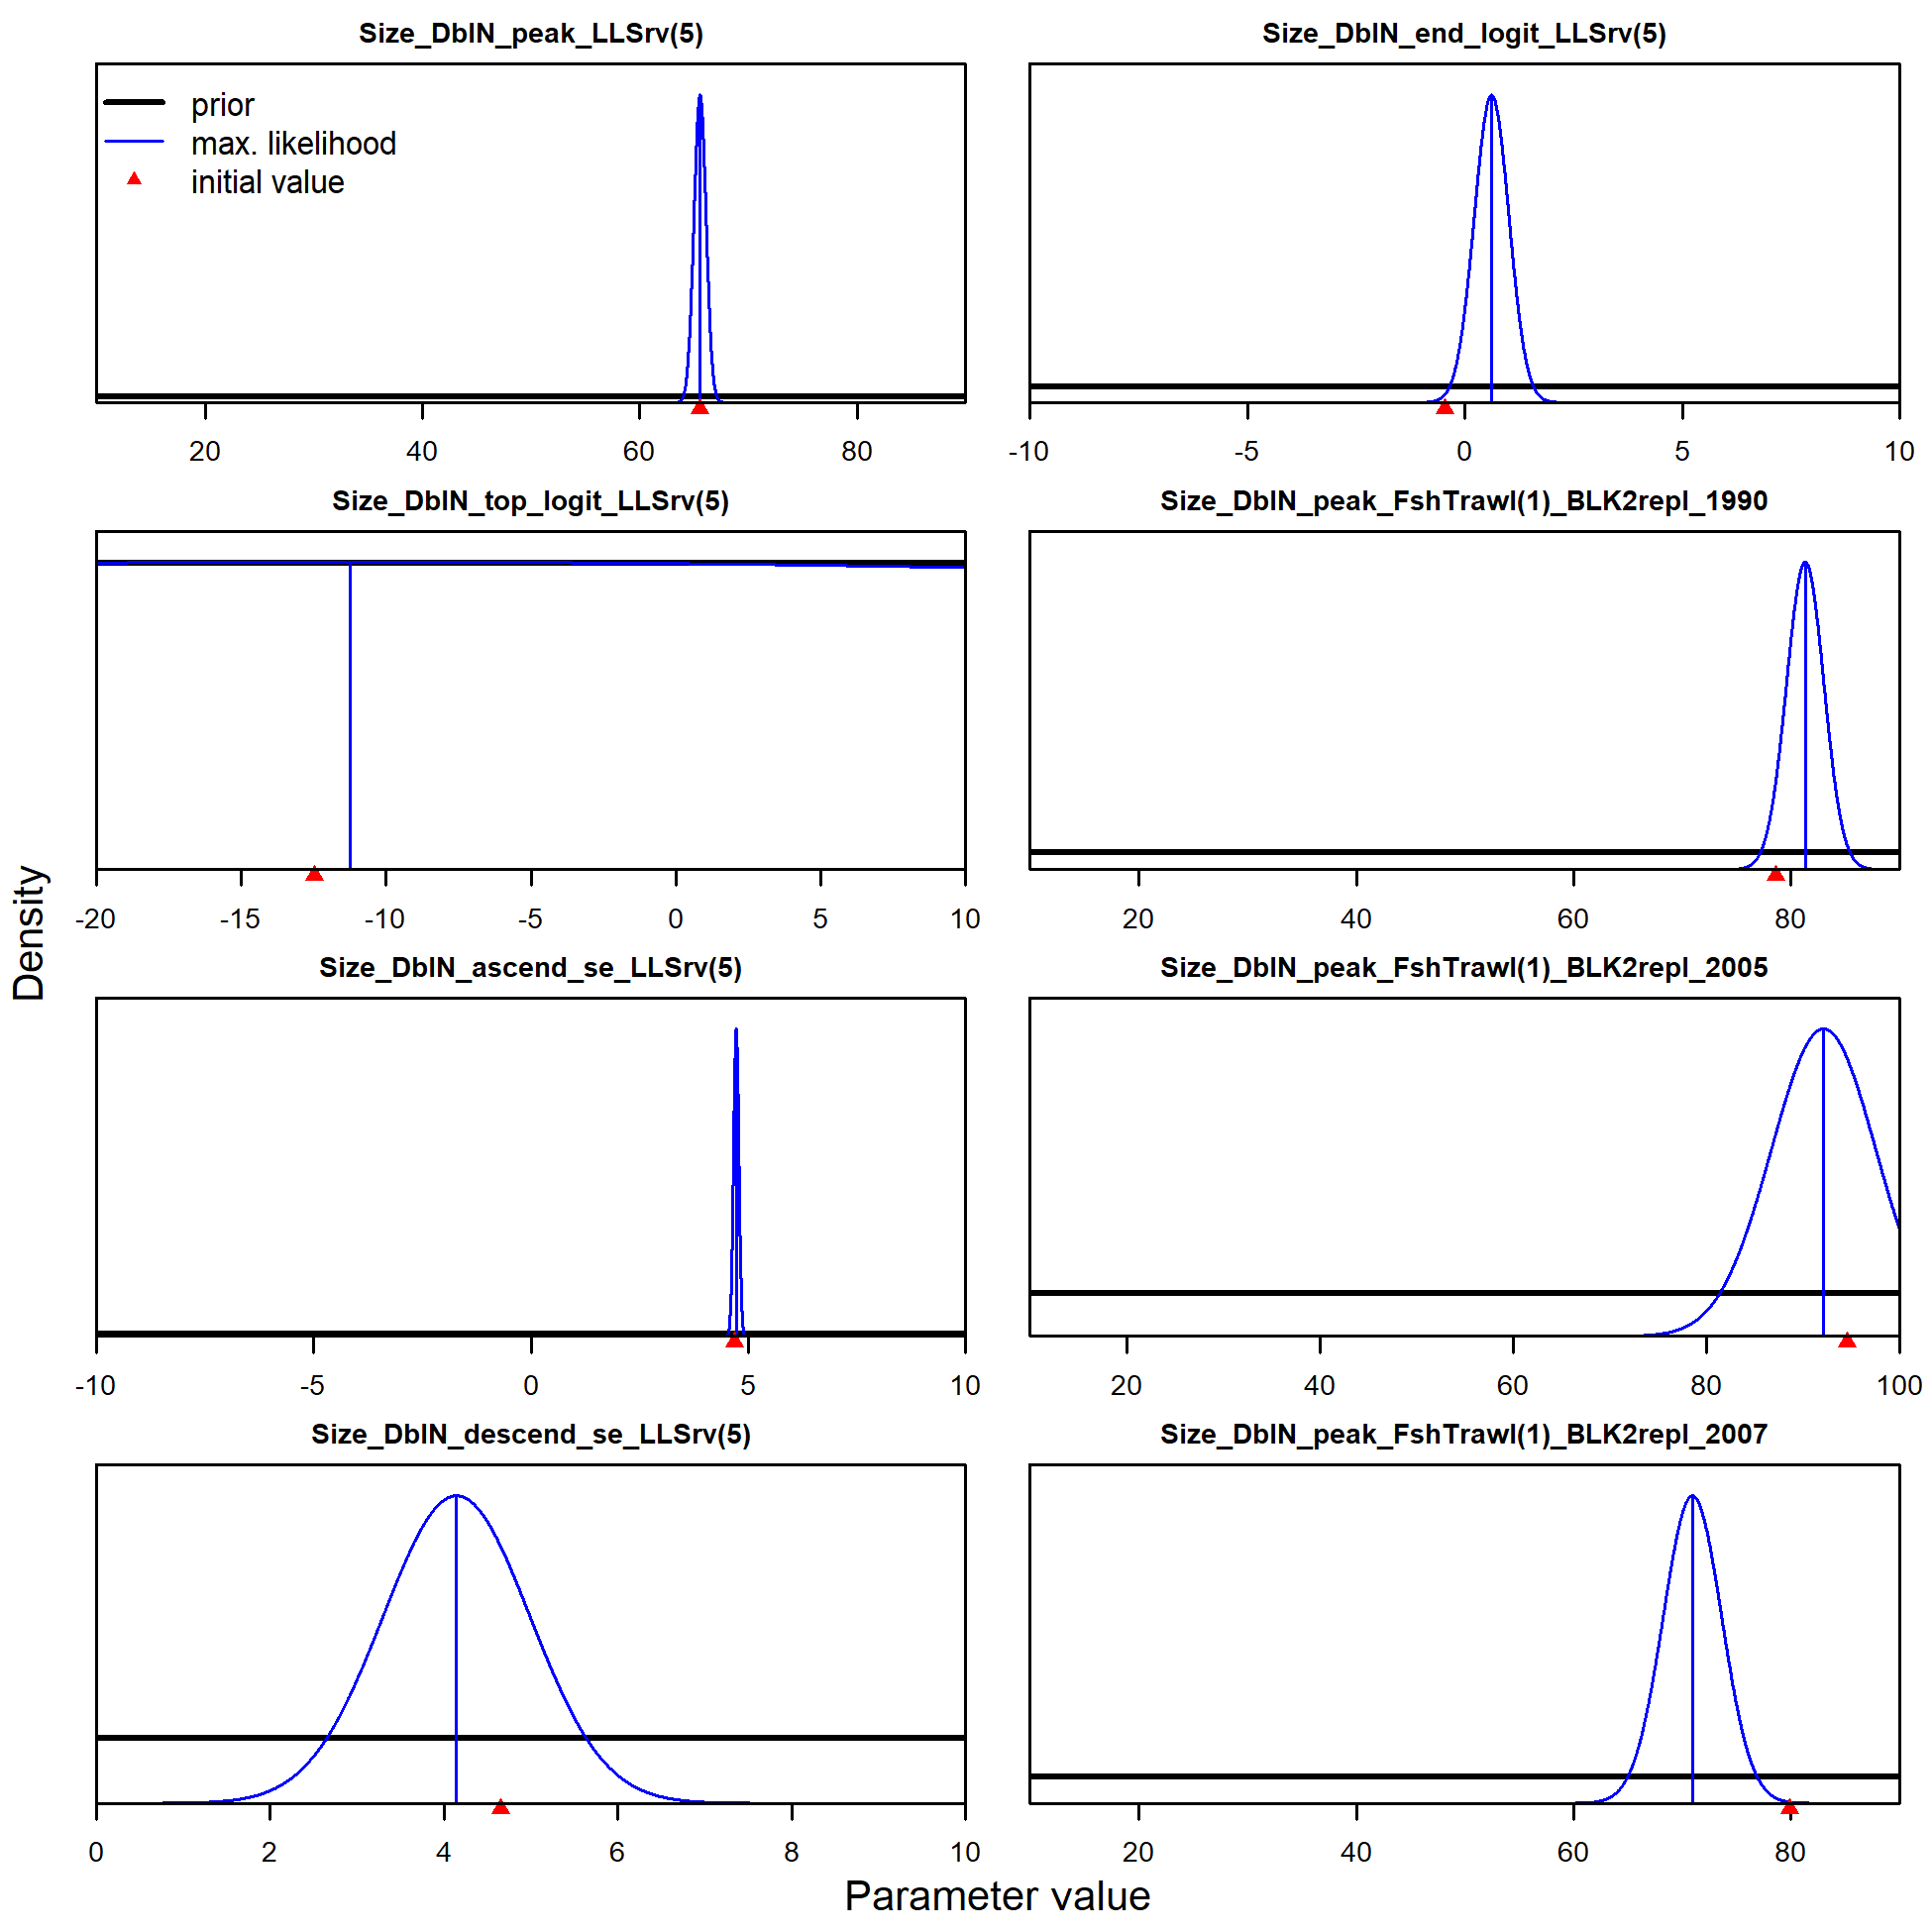 Size_DblN_peak_LLSrv(5)
prior
max. likelihood
initial value
20 40 60 80
Size_DblN_end_logit_LLSrv(5)
-10 -5 0 5 10
Size_DblN_top_logit_LLSrv(5)
-20 -15 -10 -5 0 5 10
Size_DblN_peak_FshTrawl(1)_BLK2repl_1990
20 40 60 80
Size_DblN_ascend_se_LLSrv(5)
-10 -5 0 5 10
Size_DblN_peak_FshTrawl(1)_BLK2repl_2005
20 40 60 80 100
Size_DblN_descend_se_LLSrv(5)
0 2 4 6 8 10
Size_DblN_peak_FshTrawl(1)_BLK2repl_2007
20 40 60 80
Density
Parameter value